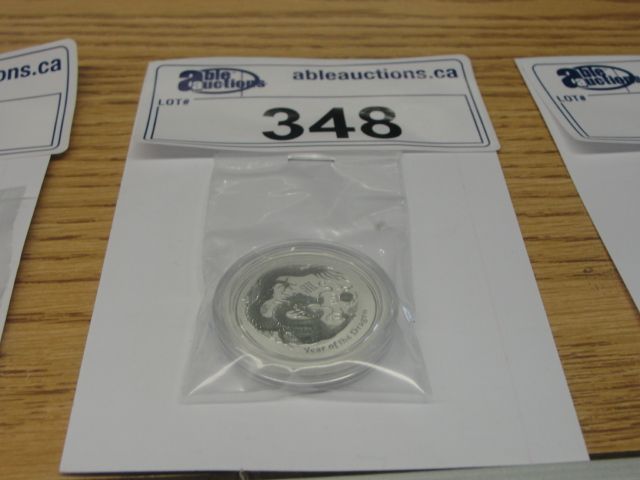 ons.ca
able auctions
ableauctions.ca
LOT#
348
able auctions
LOT#
Year of the Dragon